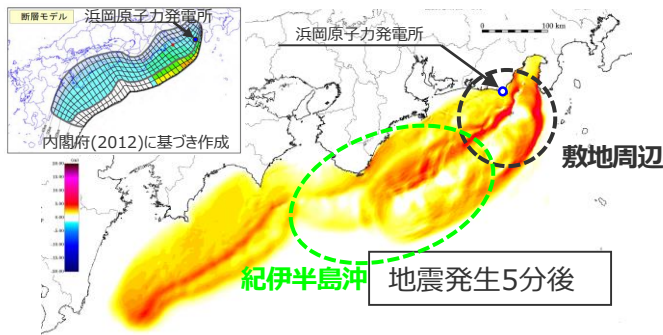 断層モデル
浜岡原子力発電所
内閣府(2012)に基づき作成
浜岡原子力発電所
0
100 km
敷地周辺
紀伊半島沖
地震発生5分後